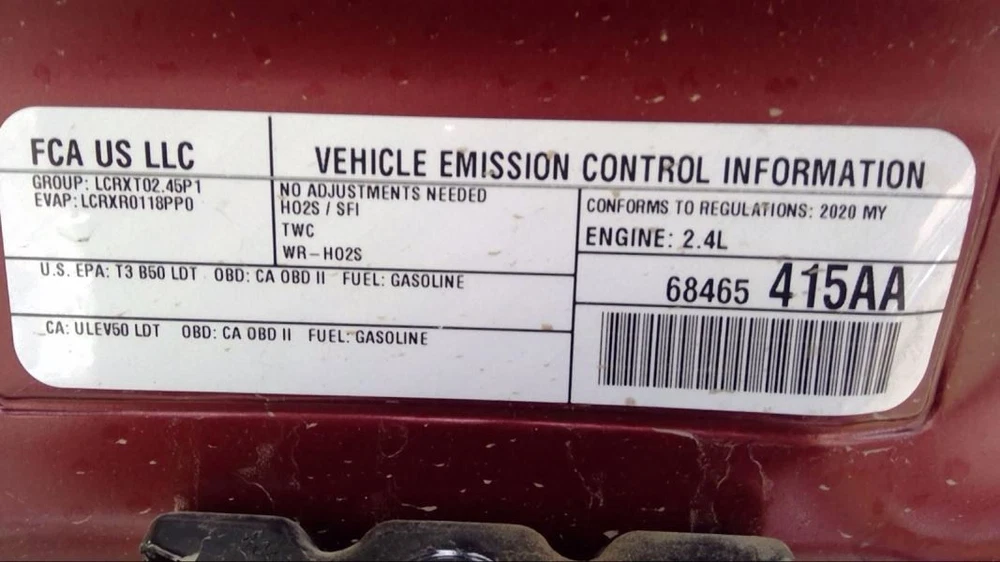 FCA US LLC
VEHICLE EMISSION CONTROL INFORMATION
GROUP: LCRXT02.45P1
EVAP: LCRXR0118PP0
NO ADJUSTMENTS NEEDED
HO2S / SFI
TWC
WR-HO2S
CONFORMS TO REGULATIONS: 2020 MY
ENGINE: 2.4L
U.S. EPA: T3 B50 LDT OBD: CA OBD II FUEL: GASOLINE
68465 415AA
CA: ULEV50 LDT OBD: CA OBD II FUEL: GASOLINE